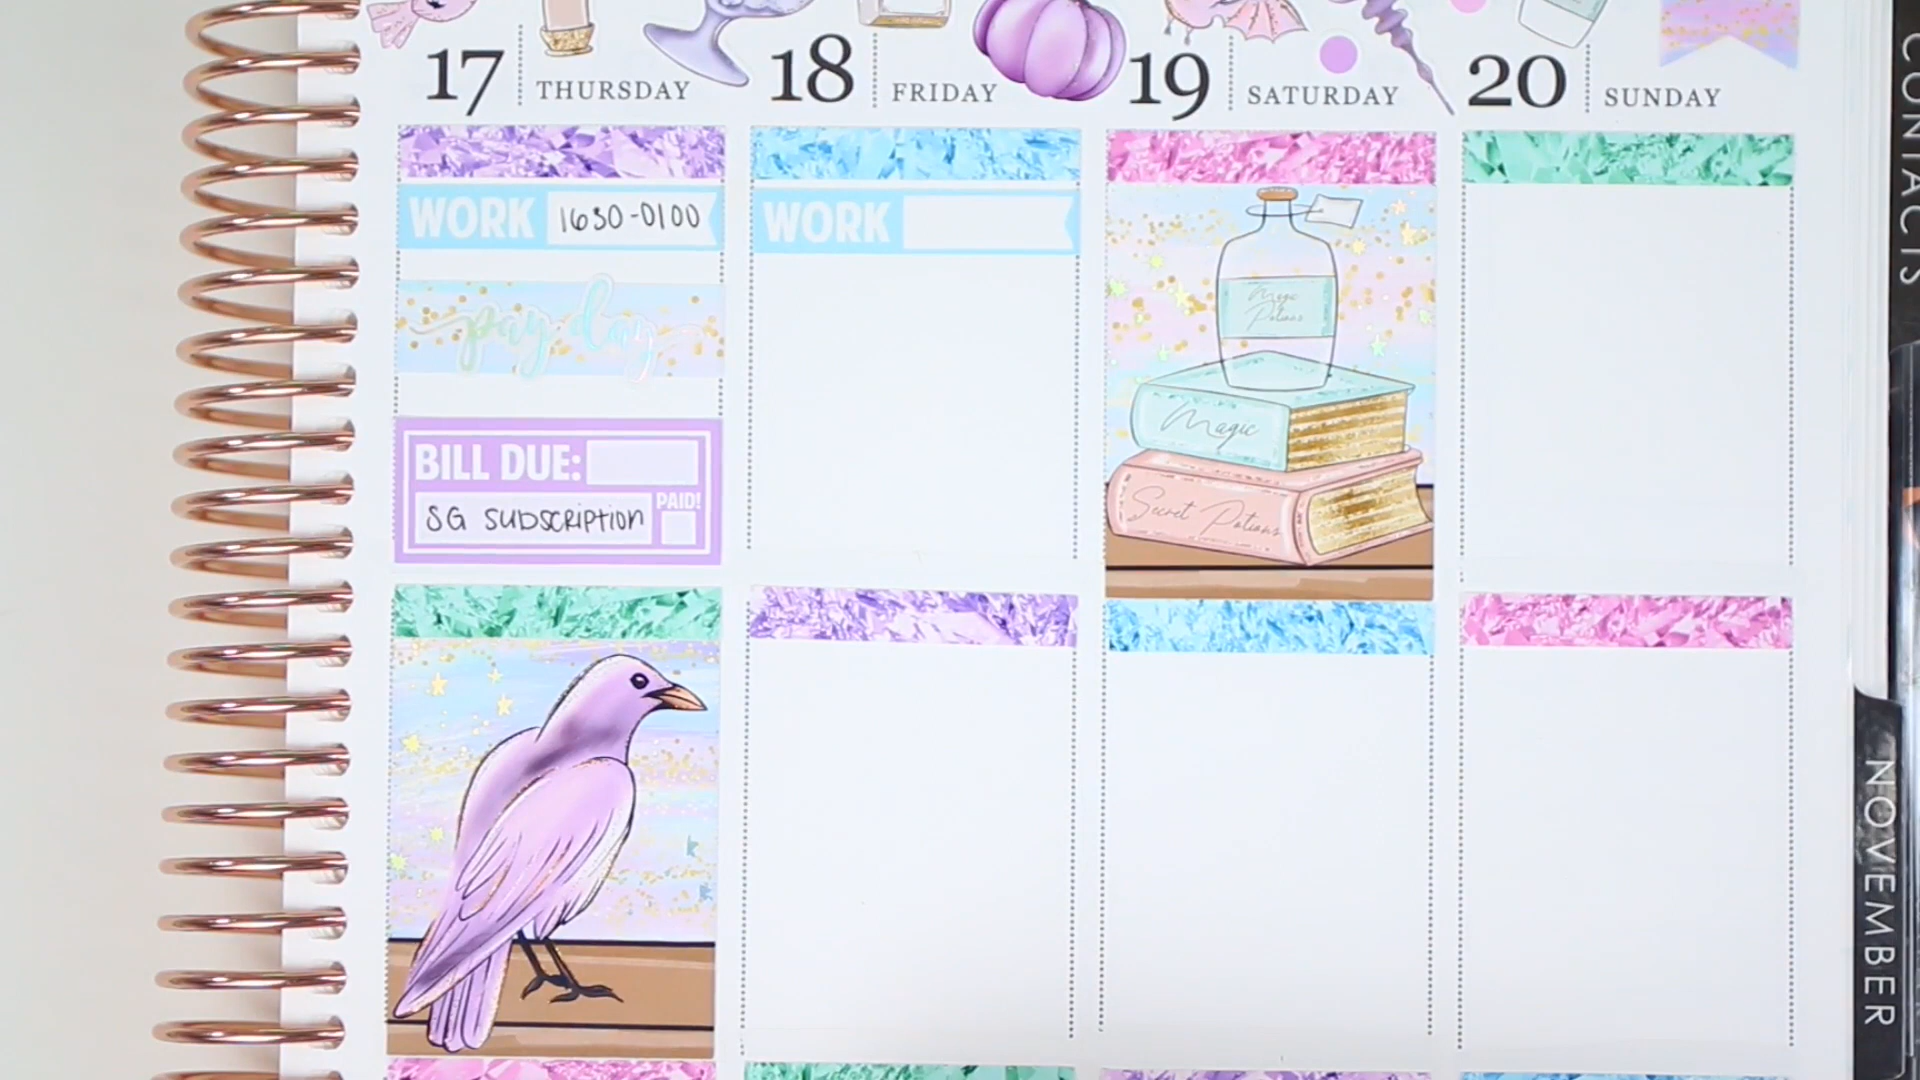 17 THURSDAY
18 FRIDAY
19 SATURDAY
20 SUNDAY
WORK 1630-0100
pay day
BILL DUE:
PAID!
SG SUBSCRIPTION
WORK
Magic
Potions
Magic
Secret Potions
CONTACTS
NOVEMBER